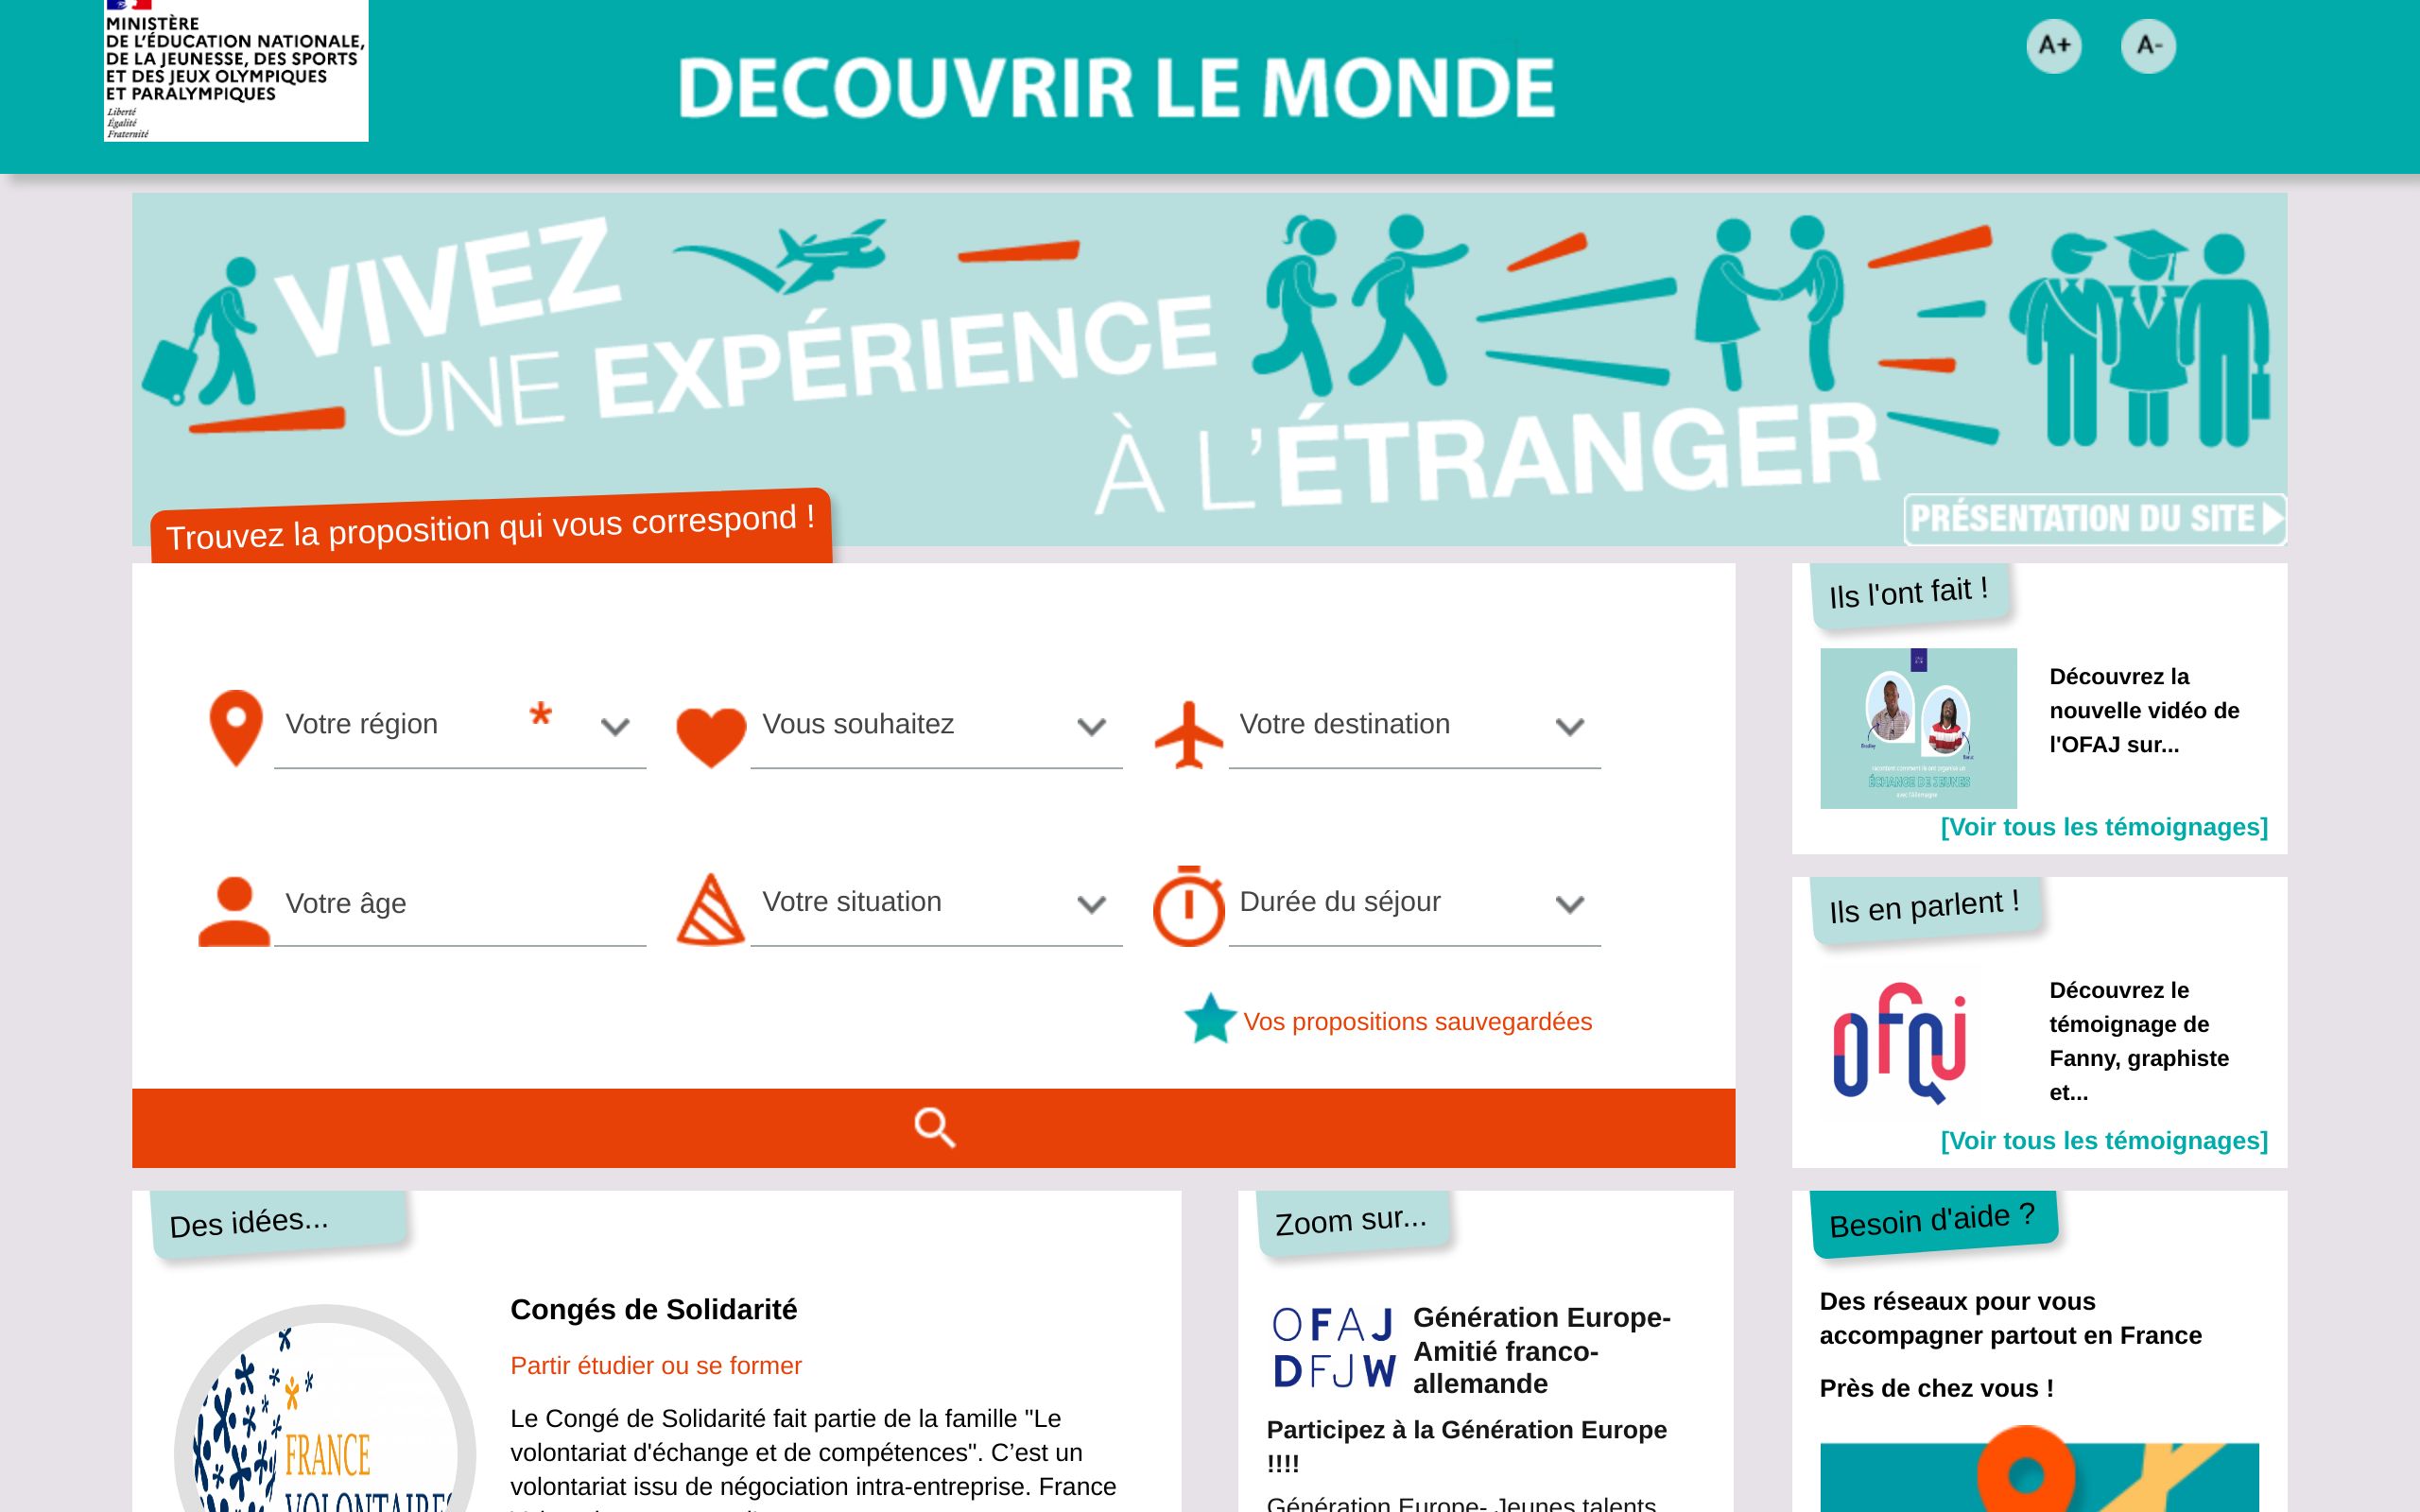 MINISTÈRE
DE L'ÉDUCATION NATIONALE,
DE LA JEUNESSE, DES SPORTS
ET DES JEUX OLYMPIQUES
ET PARALYMPIQUES
Liberté
Égalité
Fraternité
DECOUVRIR LE MONDE
A+
A-
VIVEZ
UNE EXPÉRIENCE
À L'ÉTRANGER
PRÉSENTATION DU SITE
Trouvez la proposition qui vous correspond !
Votre région *
Vous souhaitez
Votre destination
Votre âge
Votre situation
Durée du séjour
Vos propositions sauvegardées
Ils l'ont fait !
ÉCHANGE DE JEUNES
avec l'Allemagne
Découvrez la
nouvelle vidéo de
l'OFAJ sur...
[Voir tous les témoignages]
Ils en parlent !
ofaj
Découvrez le
témoignage de
Fanny, graphiste
et...
[Voir tous les témoignages]
Des idées...
FRANCE
VOLONTAIRES
Congés de Solidarité
Partir étudier ou se former
Le Congé de Solidarité fait partie de la famille "Le
volontariat d'échange et de compétences". C’est un
volontariat issu de négociation intra-entreprise. France
Zoom sur...
OFAJ
DFJW
Génération Europe-
Amitié franco-
allemande
Participez à la Génération Europe
!!!!
Génération Europe- Jeunes talents
Besoin d'aide ?
Des réseaux pour vous
accompagner partout en France
Près de chez vous !